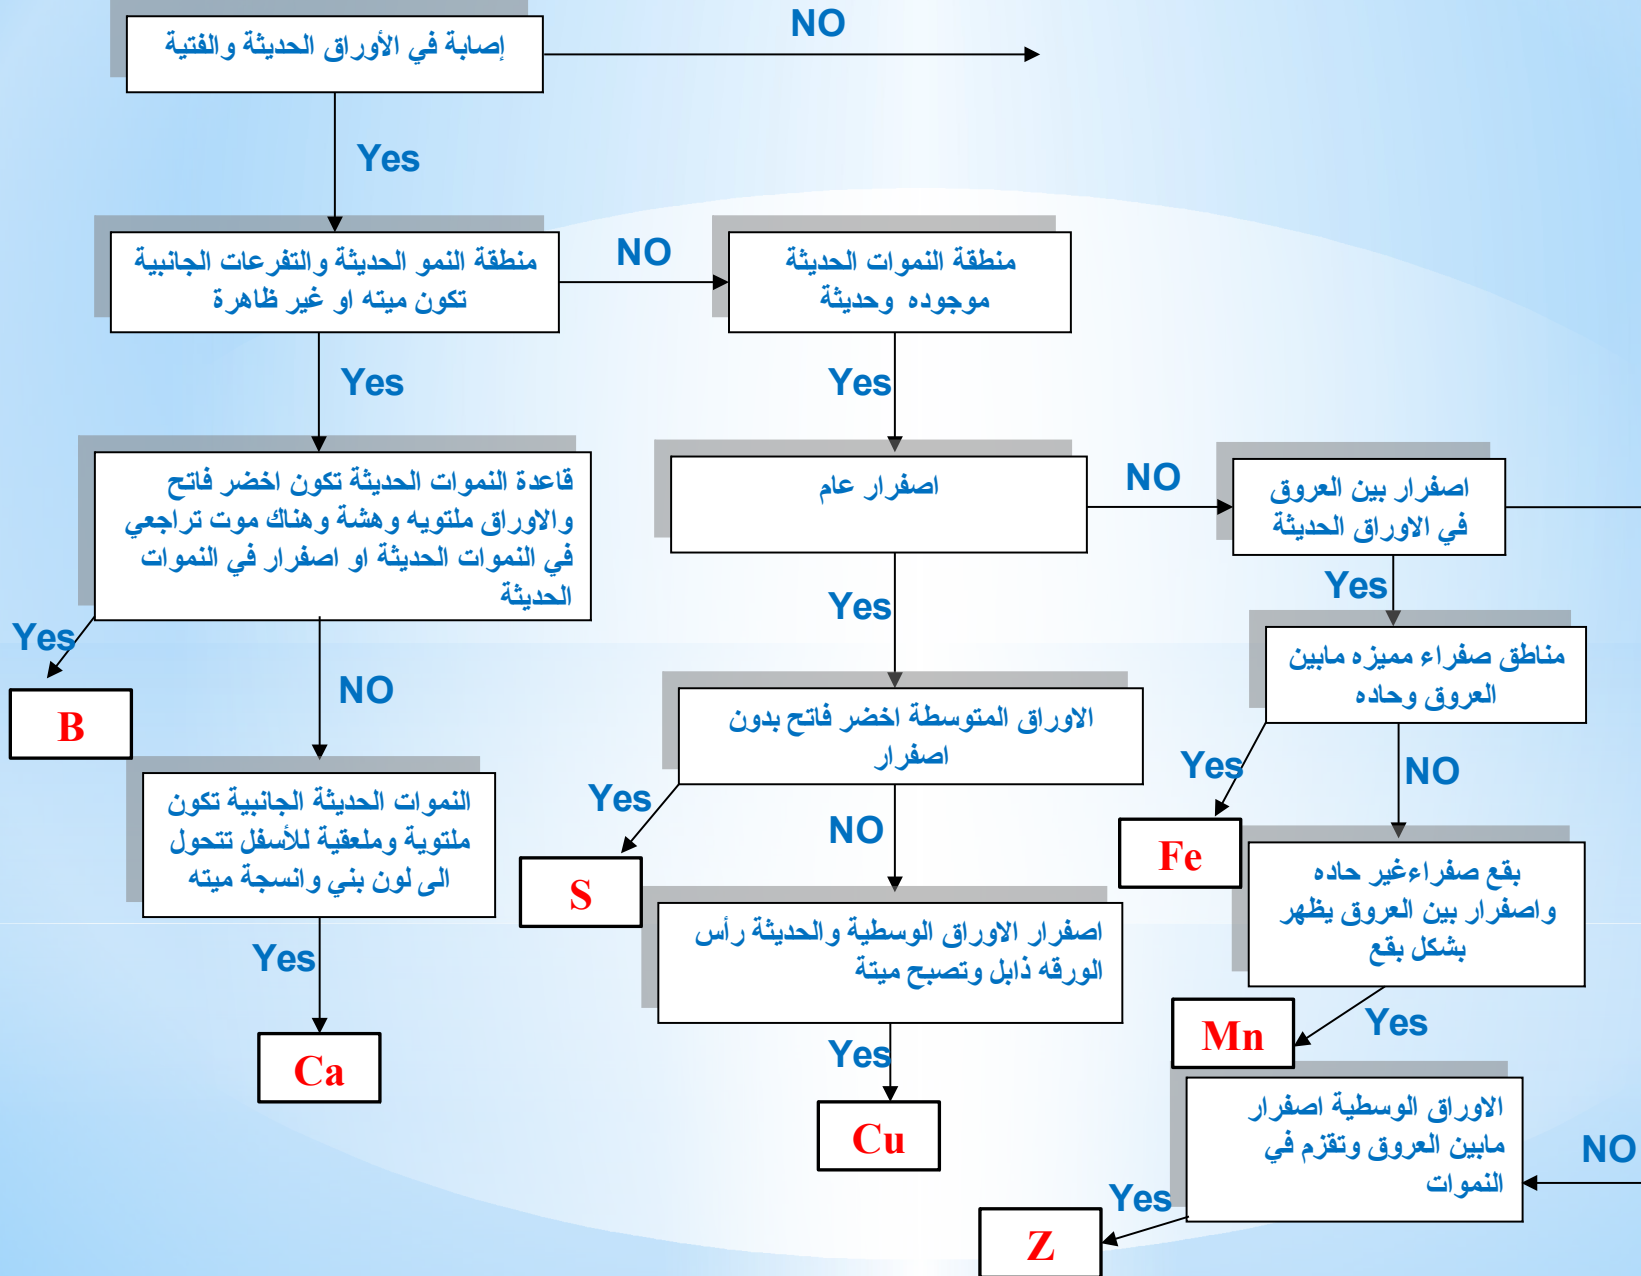 إصابة في الأوراق الحديثة والفتية
NO
Yes
منطقة النمو الحديثة والتفرعات الجانبية
تكون ميته او غير ظاهرة
NO
منطقة النموات الحديثة
موجوده وحديثة
Yes
Yes
قاعدة النموات الحديثة تكون اخضر فاتح
والاوراق ملتويه وهشة وهناك موت تراجعي
في النموات الحديثة او اصفرار في النموات
الحديثة
اصفرار عام
NO
اصفرار بين العروق
في الاوراق الحديثة
Yes
Yes
Yes
NO
B
مناطق صفراء مميزه مابين
العروق وحاده
الاوراق المتوسطة اخضر فاتح بدون
اصفرار
Yes
NO
Yes
NO
Fe
S
النموات الحديثة الجانبية تكون
ملتوية وملعقية للأسفل تتحول
الى لون بني وانسجة ميته
بقع صفراءغير حاده
واصفرار بين العروق يظهر
بشكل بقع
اصفرار الاوراق الوسطية والحديثة رأس
الورقه ذابل وتصبح ميتة
Yes
Yes
Mn
Yes
Ca
Cu
الاوراق الوسطية اصفرار
مابين العروق وتقزم في
النموات
NO
Yes
Z